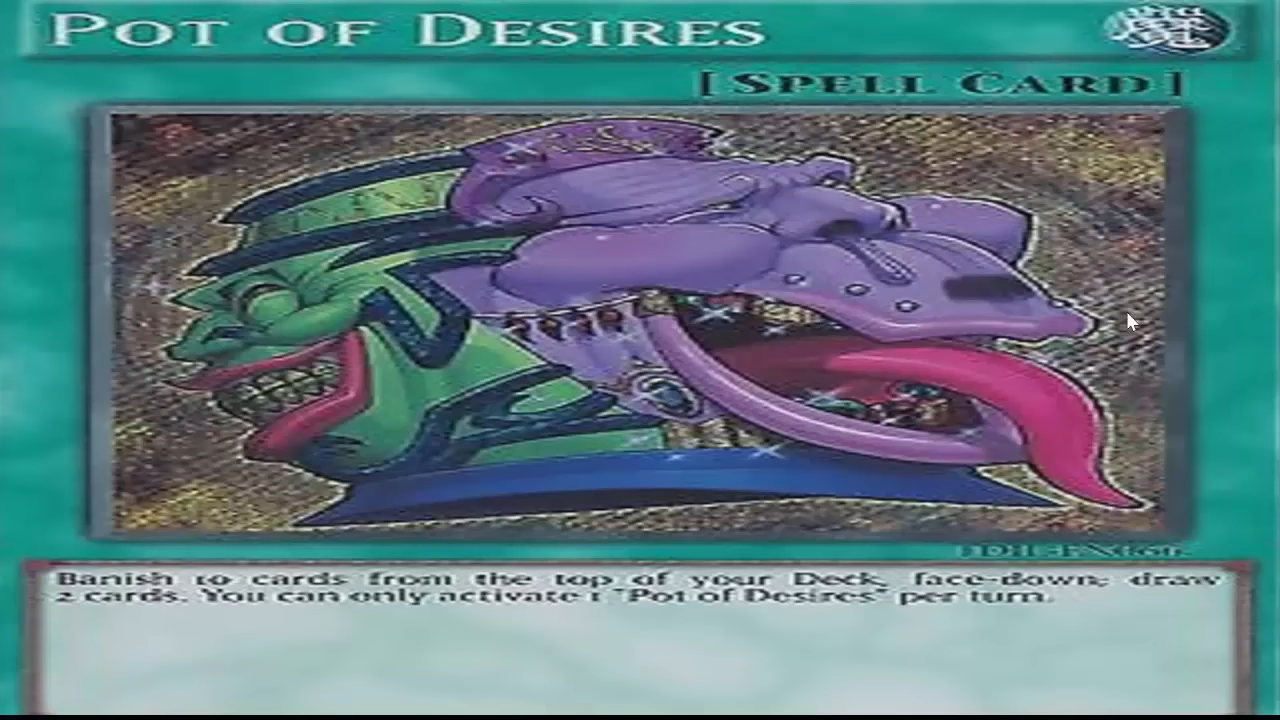 POT OF DESIRES
[SPELL CARD]
Banish 10 cards from the top of your Deck, face-down; draw
2 cards. You can only activate 1 "Pot of Desires" per turn.